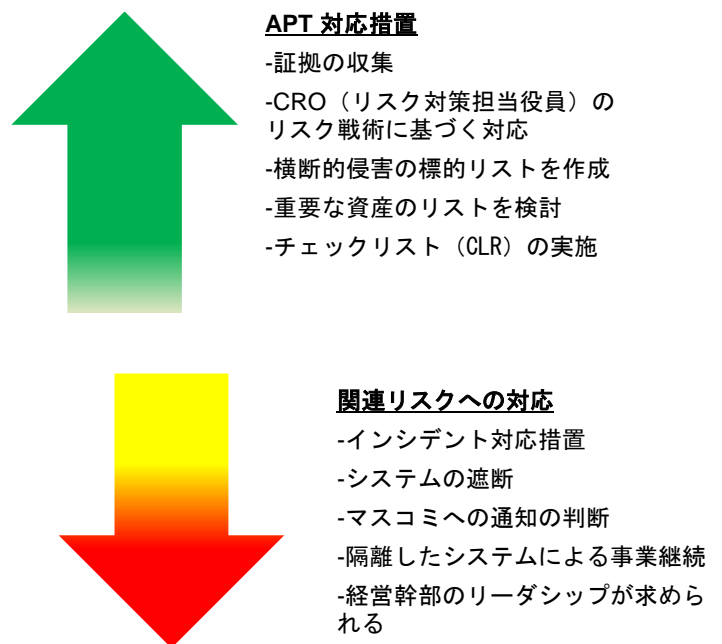 APT 対応措置
-証拠の収集
-CRO（リスク対策担当役員）の
リスク戦術に基づく対応
-横断的侵害の標的リストを作成
-重要な資産のリストを検討
-チェックリスト（CLR）の実施
関連リスクへの対応
-インシデント対応措置
-システムの遮断
-マスコミへの通知の判断
-隔離したシステムによる事業継続
-経営幹部のリーダシップが求めら
れる